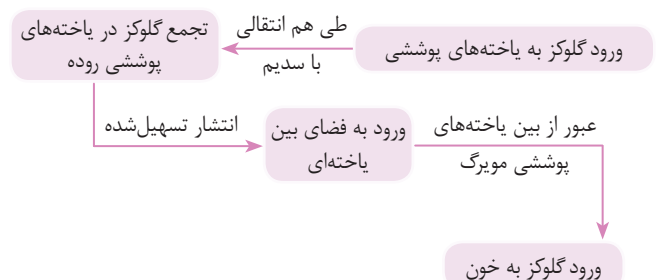 ورود گلوکز به یاخته‌های پوششی
طی هم انتقالی
با سدیم
تجمع گلوکز در یاخته‌های
پوششی روده
انتشار تسهیل‌شده
ورود به فضای بین
یاخته‌ای
عبور از بین یاخته‌های
پوششی مویرگ
ورود گلوکز به خون